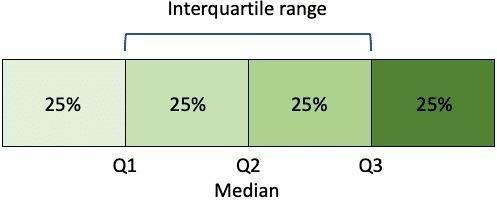 Interquartile range
25% 25% 25% 25%
Q1 Q2 Q3
Median